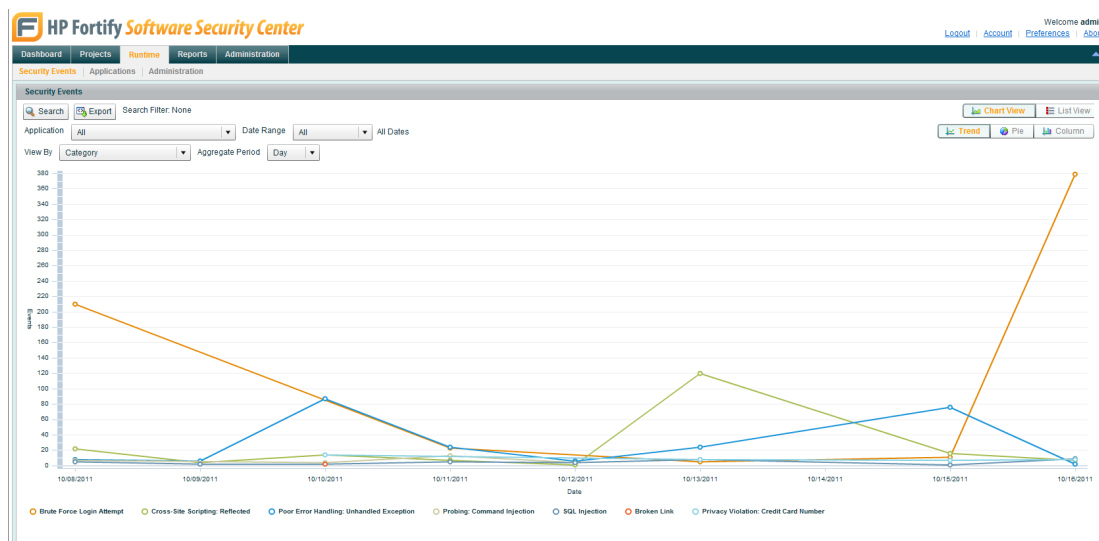 HP Fortify Software Security Center
Welcome admi
Logout | Account | Preferences | Abou
Dashboard Projects Runtime Reports Administration
Security Events | Applications | Administration
Security Events
Search Export Search Filter: None
Chart View List View
Application All Date Range All All Dates
Trend Pie Column
View By Category Aggregate Period Day
380
360
340
320
300
280
260
240
220
200
180
160
140
120
100
80
60
40
20
0
Events
10/08/2011 10/09/2011 10/10/2011 10/11/2011 10/12/2011 10/13/2011 10/14/2011 10/15/2011 10/16/2011
Date
Brute Force Login Attempt Cross-Site Scripting: Reflected Poor Error Handling: Unhandled Exception Probing: Command Injection SQL Injection Broken Link Privacy Violation: Credit Card Number